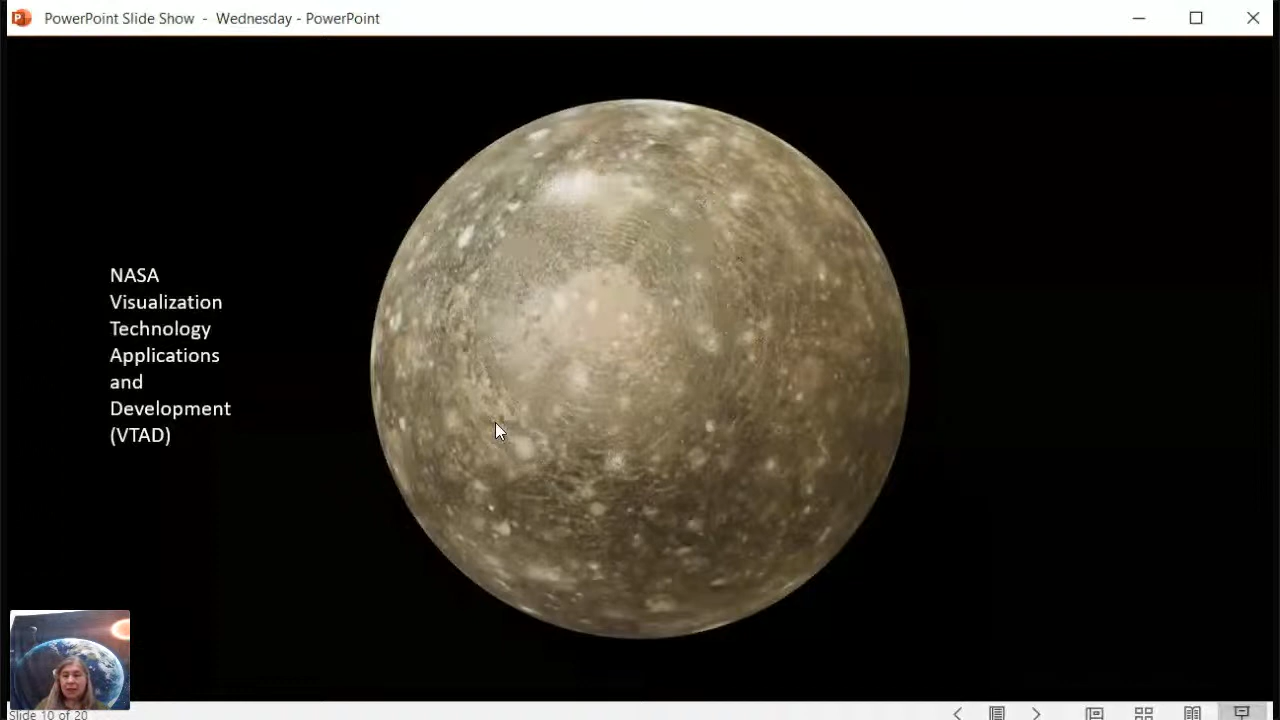 PowerPoint Slide Show - Wednesday - PowerPoint
NASA
Visualization
Technology
Applications
and
Development
(VTAD)
Slide 10 of 20